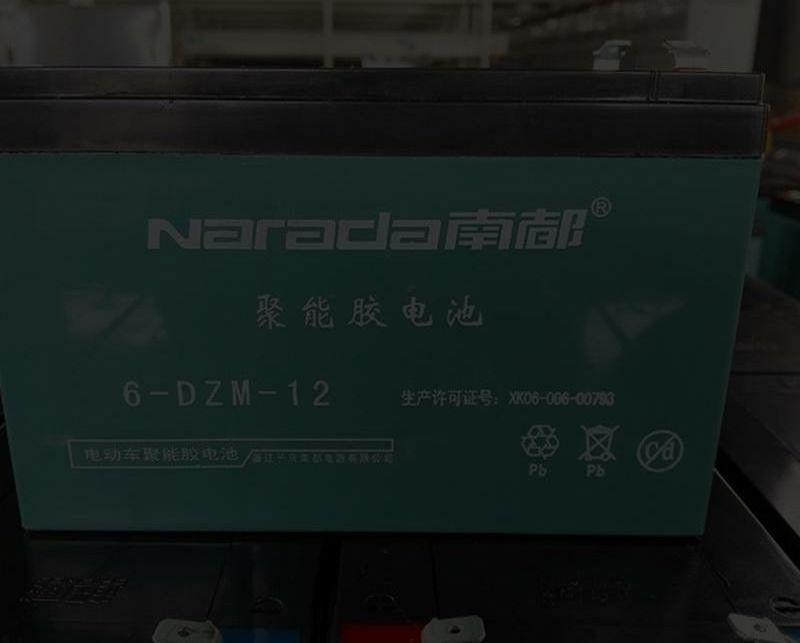 Narada南都®
聚能胶电池
6-DZM-12
生产许可证号：XK06-006-00793
电动车聚能胶电池
Pb
Pb
Cd